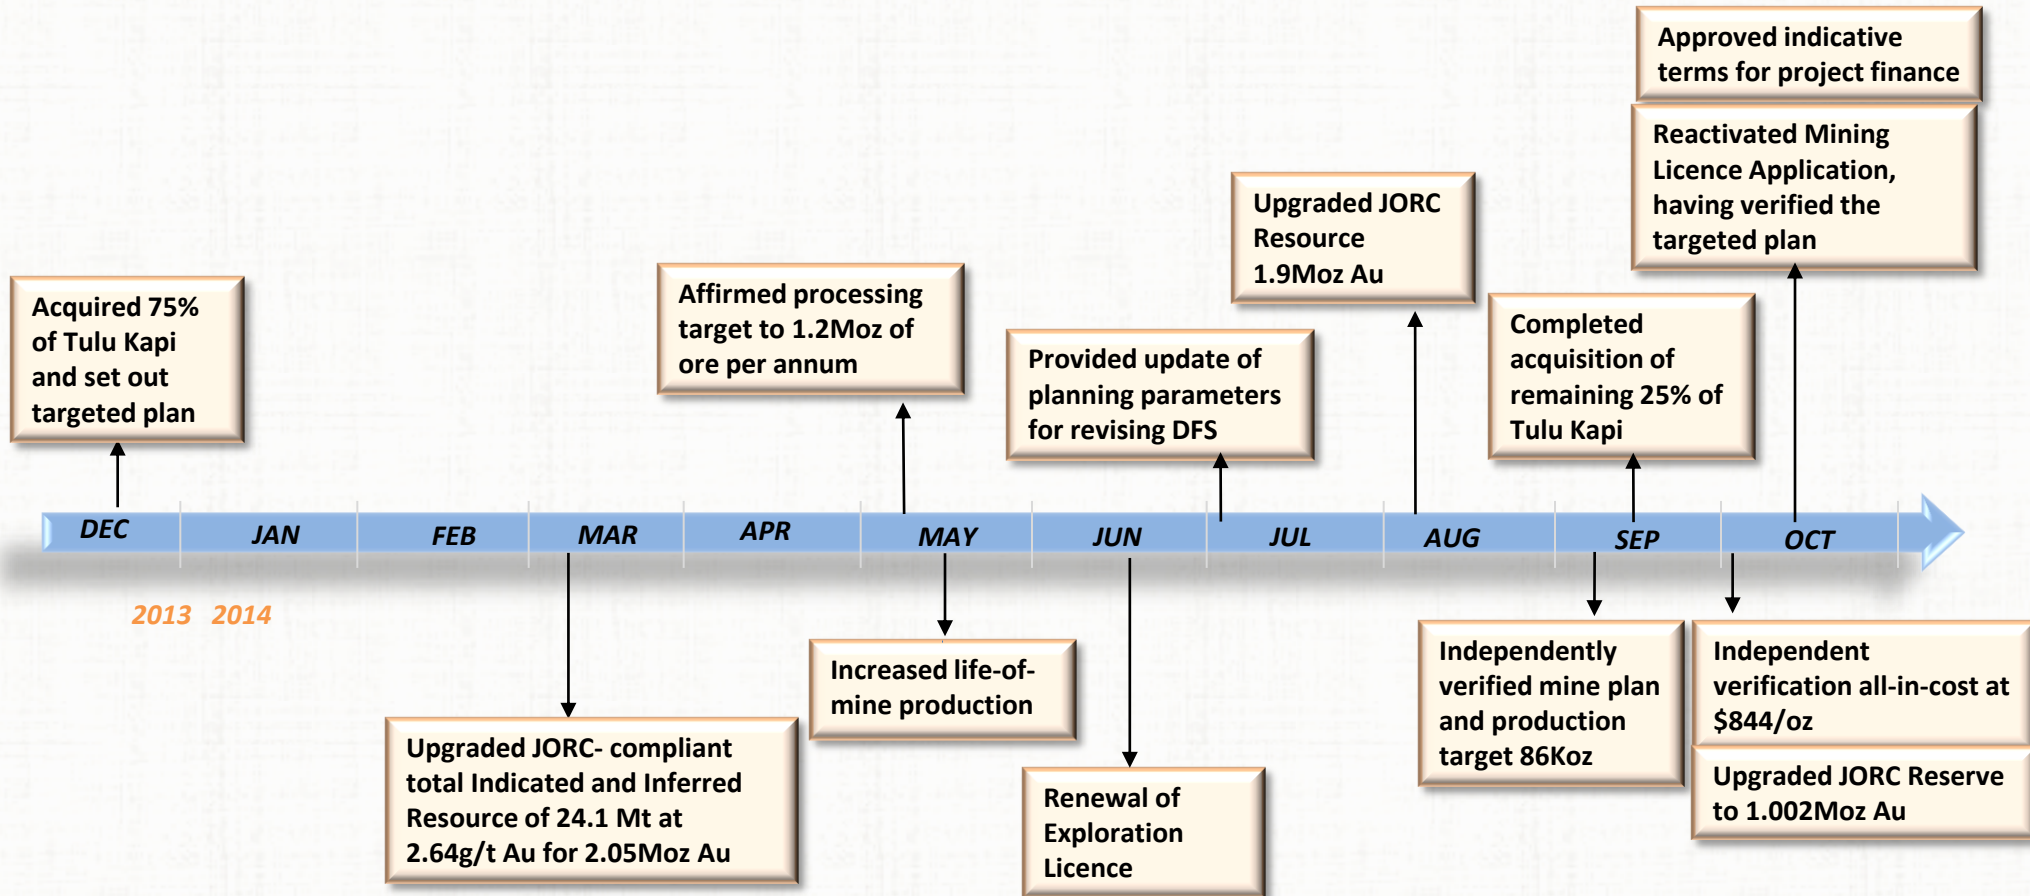 Approved indicative
terms for project finance
Reactivated Mining
Licence Application,
having verified the
targeted plan
Upgraded JORC
Resource
1.9Moz Au
Acquired 75%
of Tulu Kapi
and set out
targeted plan
Affirmed processing
target to 1.2Moz of
ore per annum
Provided update of
planning parameters
for revising DFS
Completed
acquisition of
remaining 25% of
Tulu Kapi
DEC JAN FEB MAR APR MAY JUN JUL AUG SEP OCT
2013 2014
Upgraded JORC- compliant
total Indicated and Inferred
Resource of 24.1 Mt at
2.64g/t Au for 2.05Moz Au
Increased life-of-
mine production
Renewal of
Exploration
Licence
Independently
verified mine plan
and production
target 86Koz
Independent
verification all-in-cost at
$844/oz
Upgraded JORC Reserve
to 1.002Moz Au